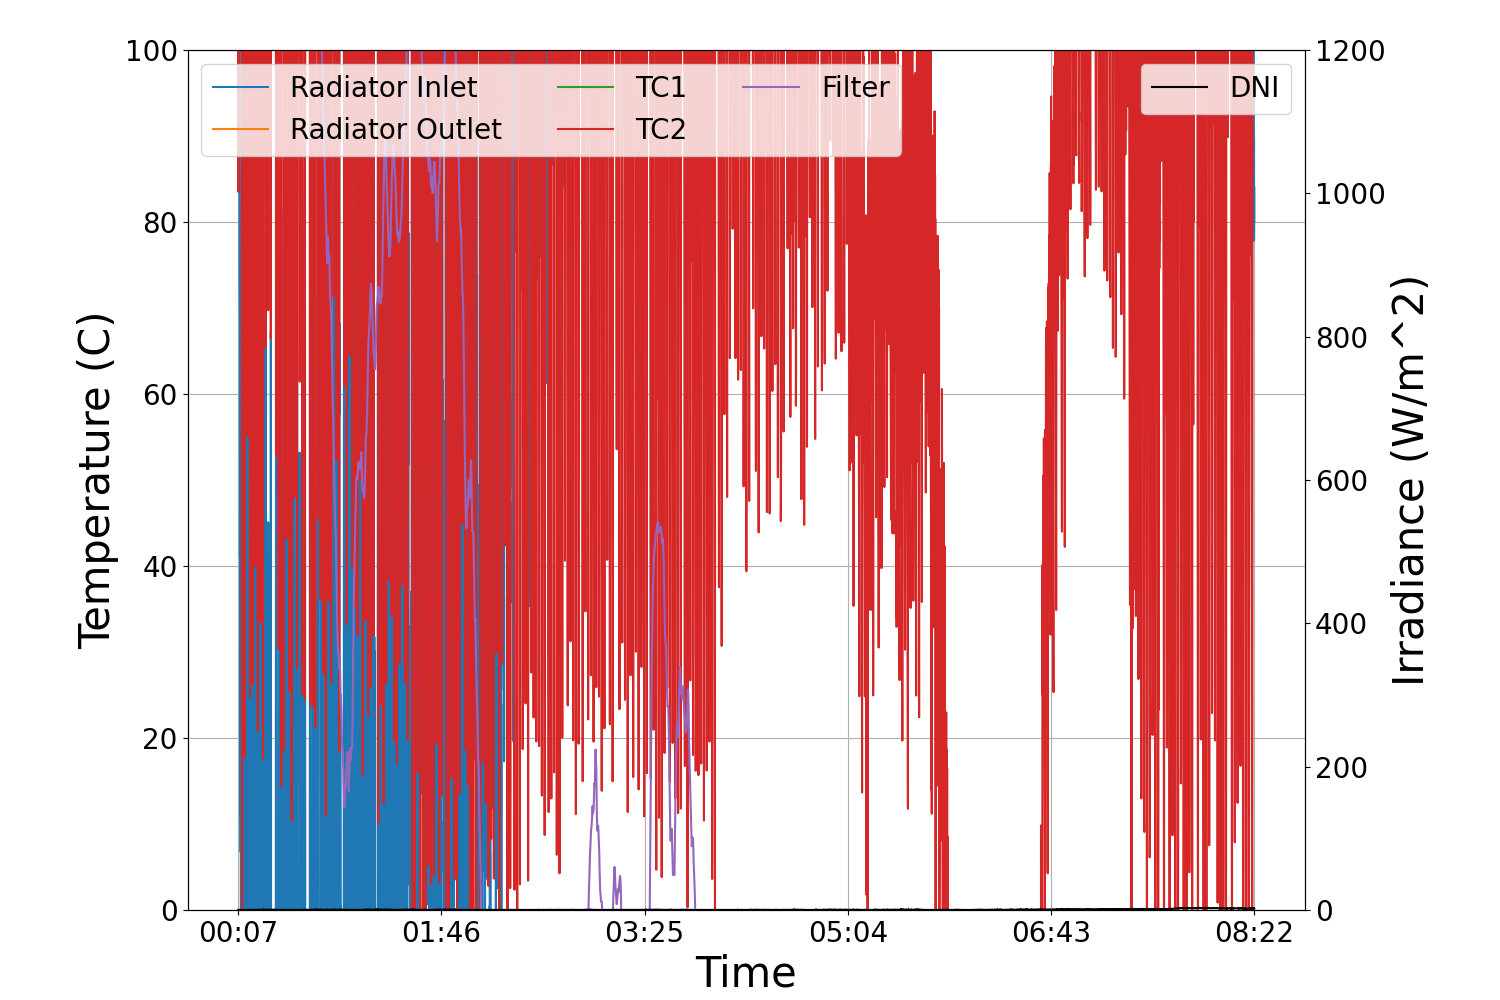 100
80
60
40
20
0
Temperature (C)
Radiator Inlet
Radiator Outlet
TC1
TC2
Filter
DNI
1200
1000
800
600
400
200
0
Irradiance (W/m^2)
00:07
01:46
03:25
05:04
06:43
08:22
Time